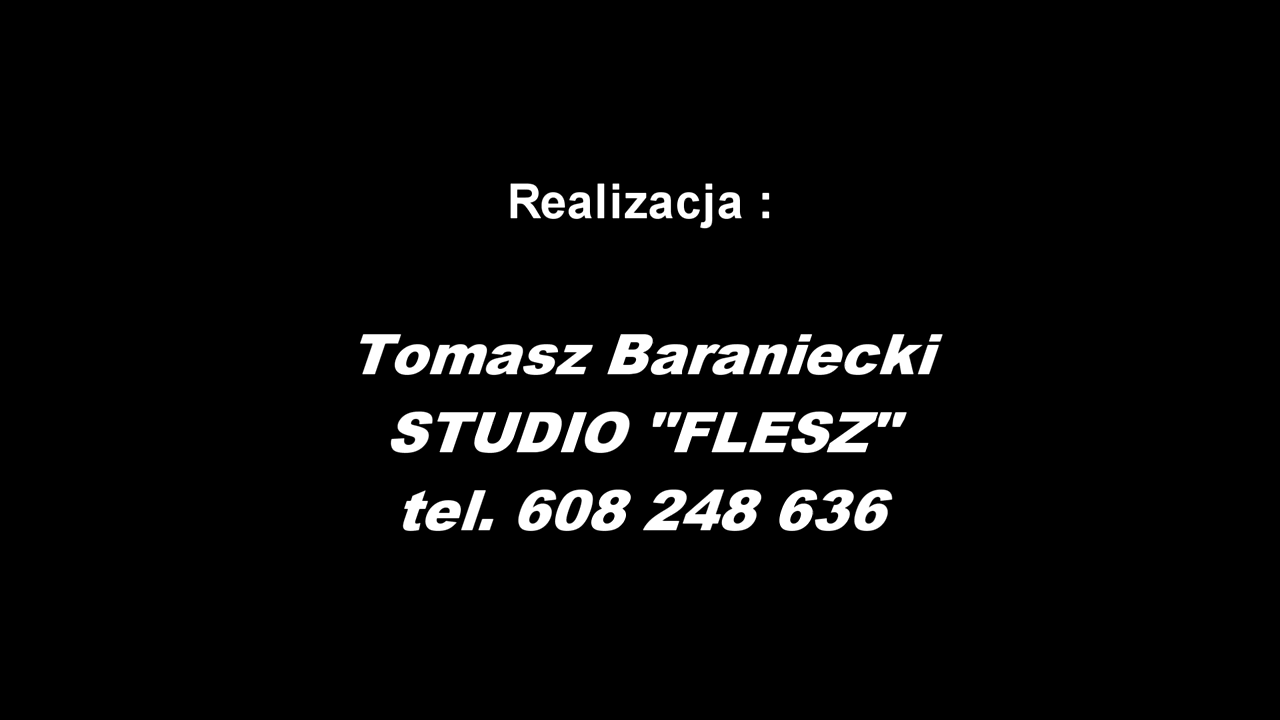 Realizacja :
Tomasz Baraniecki
STUDIO "FLESZ"
tel. 608 248 636